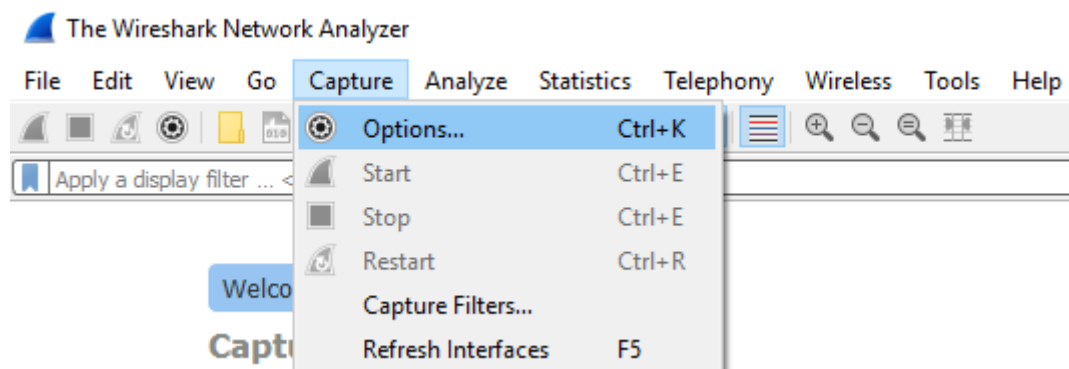 The Wireshark Network Analyzer
File Edit View Go Capture Analyze Statistics Telephony Wireless Tools Help
Options... Ctrl+K
Apply a display filter ... <
Start Ctrl+E
Stop Ctrl+E
Restart Ctrl+R
Welco
Capture Filters...
Capt
Refresh Interfaces F5